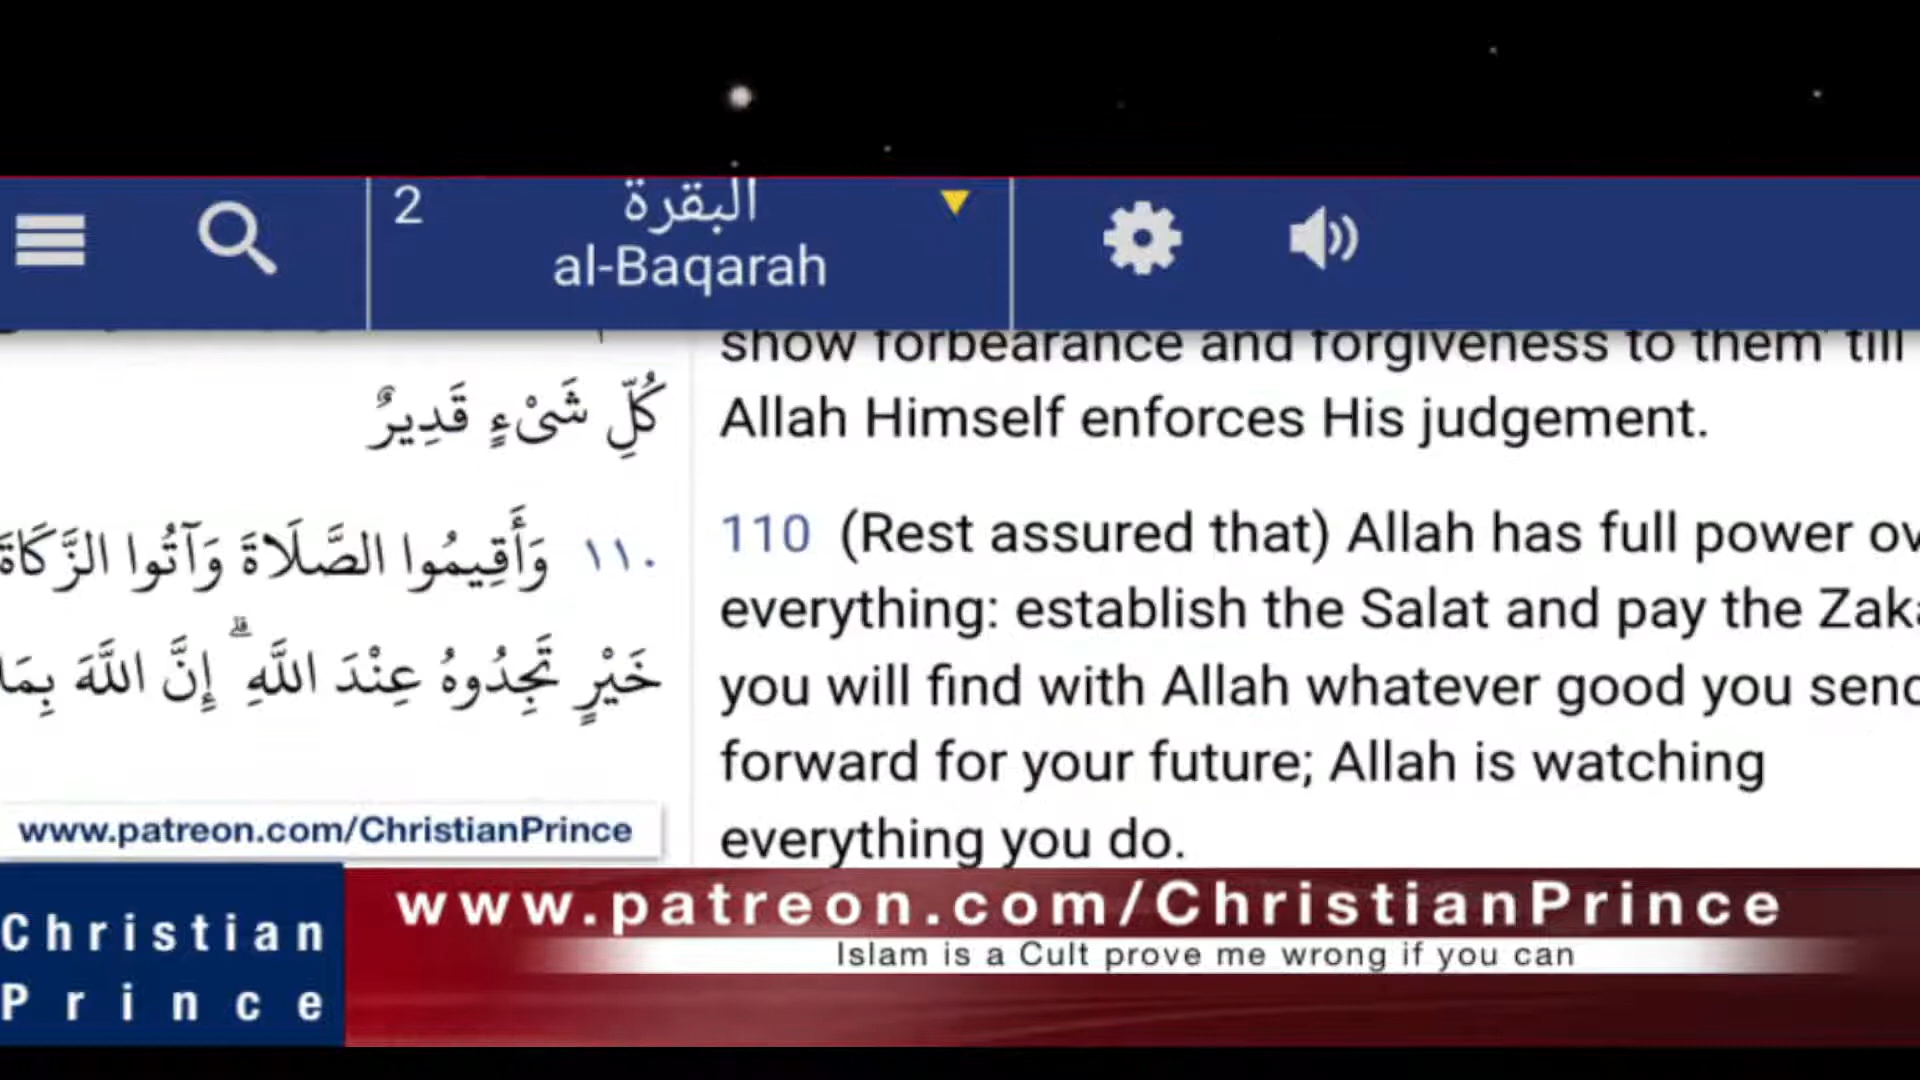 2
البقرة
al-Baqarah
show forbearance and forgiveness to them till
Allah Himself enforces His judgement.
كُلِّ شَىْءٍ قَدِيرٌ
١١٠ وَأَقِيمُوا الصَّلَاةَ وَآتُوا الزَّكَاةَ
خَيْرٍ تَجِدُوهُ عِنْدَ اللَّهِ ۗ إِنَّ اللَّهَ بِمَا
110 (Rest assured that) Allah has full power ov
everything: establish the Salat and pay the Zak
you will find with Allah whatever good you send
forward for your future; Allah is watching
everything you do.
www.patreon.com/ChristianPrince
Christian
Prince
www.patreon.com/ChristianPrince
Islam is a Cult prove me wrong if you can